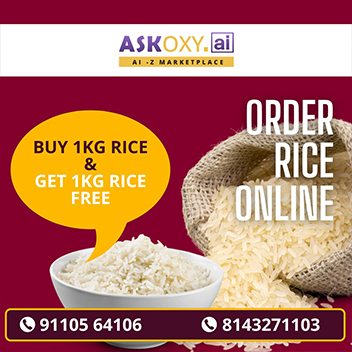 ASKOXY.ai
AI -Z MARKETPLACE
ORDER
RICE
ONLINE
BUY 1KG RICE
&
GET 1KG RICE
FREE
91105 64106
8143271103